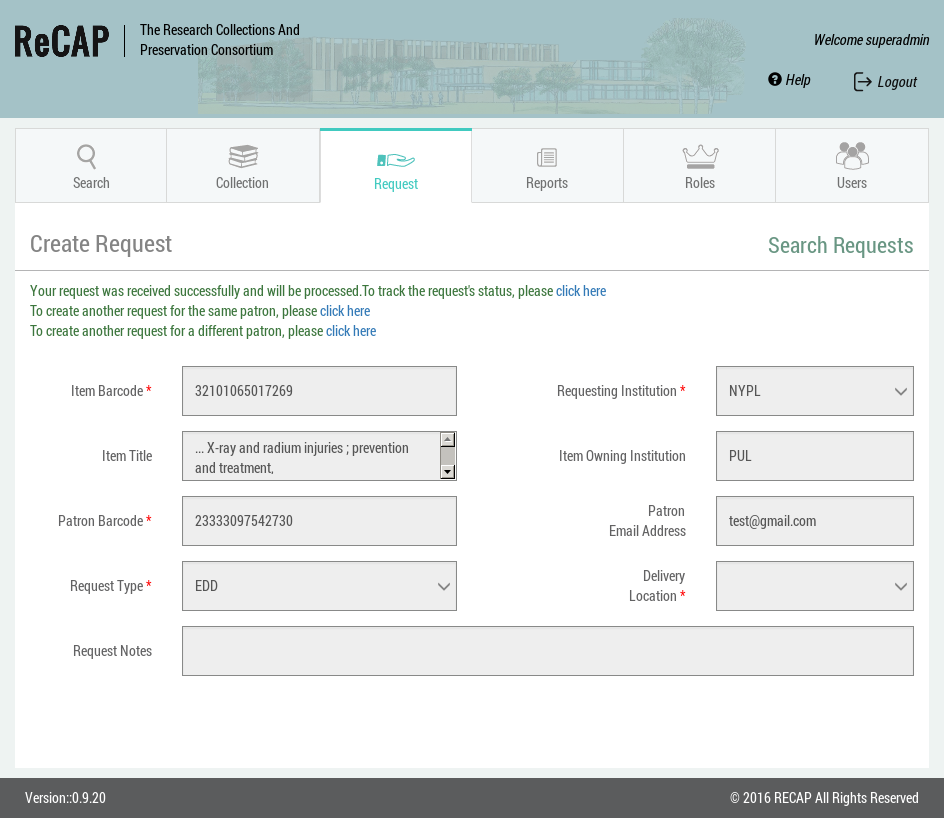 ReCAP
The Research Collections And
Preservation Consortium
Welcome superadmin
Help
Logout
Search
Collection
Request
Reports
Roles
Users
Create Request
Search Requests
Your request was received successfully and will be processed.To track the request's status, please click here
To create another request for the same patron, please click here
To create another request for a different patron, please click here
Item Barcode *
32101065017269
Requesting Institution *
NYPL
Item Title
... X-ray and radium injuries ; prevention
and treatment,
Item Owning Institution
PUL
Patron Barcode *
23333097542730
Patron
Email Address
test@gmail.com
Request Type *
EDD
Delivery
Location *
Request Notes
Version::0.9.20
© 2016 RECAP All Rights Reserved